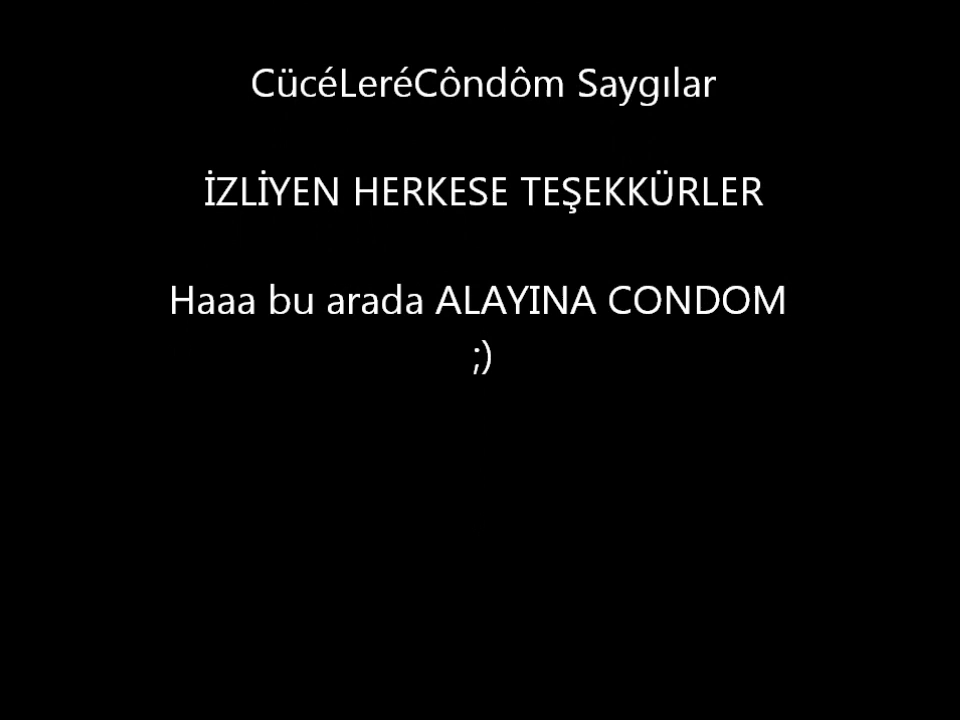 CücéLeréCôndôm Saygılar
İZLİYEN HERKESE TEŞEKKÜRLER
Haaa bu arada ALAYINA CONDOM
;)